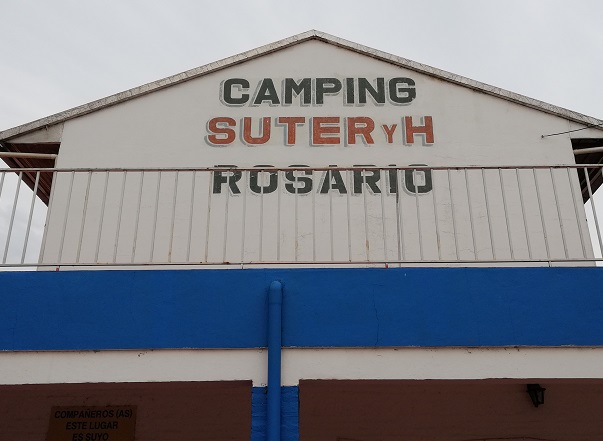 CAMPING
SUTERYH
ROSARIO
COMPAÑEROS (AS)
ESTE LUGAR
ES SUYO